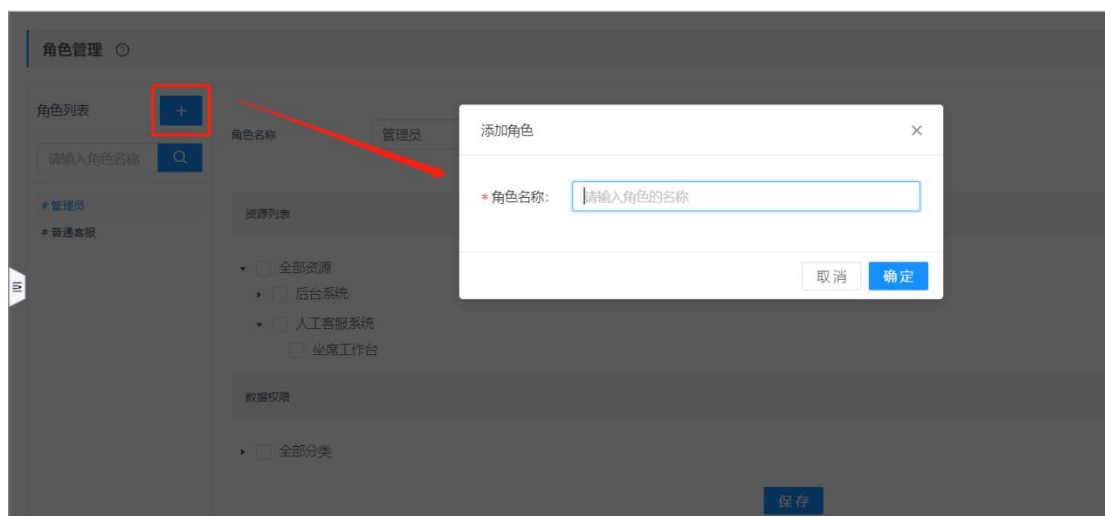 角色管理
角色列表
+
请输入角色名称
# 管理员
# 普通客服
角色名称 管理员
资源列表
全部资源
后台系统
人工客服系统
坐席工作台
数据权限
全部分类
保存
添加角色
* 角色名称: 请输入角色的名称
取消 确定